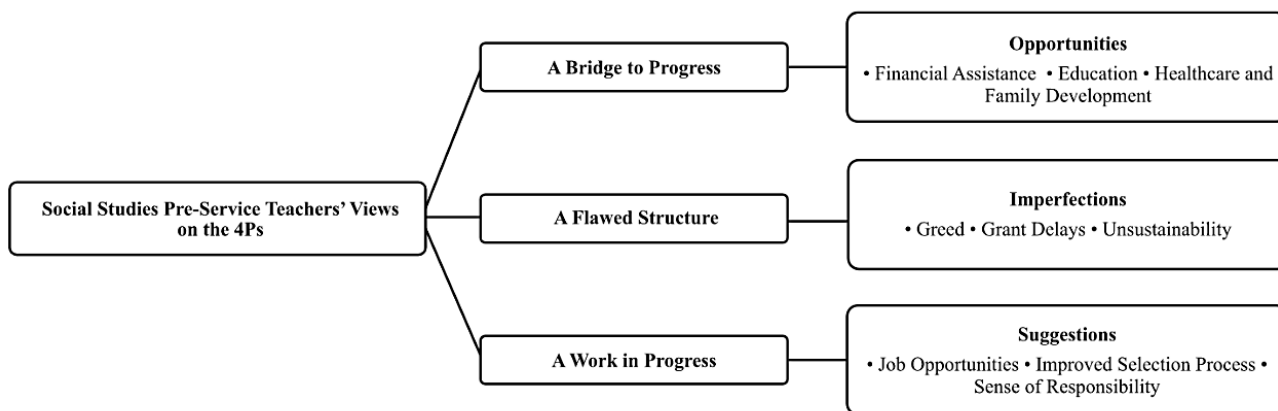 Social Studies Pre-Service Teachers' Views
on the 4Ps
A Bridge to Progress
Opportunities
• Financial Assistance • Education • Healthcare and
Family Development
A Flawed Structure
Imperfections
• Greed • Grant Delays • Unsustainability
A Work in Progress
Suggestions
• Job Opportunities • Improved Selection Process •
Sense of Responsibility